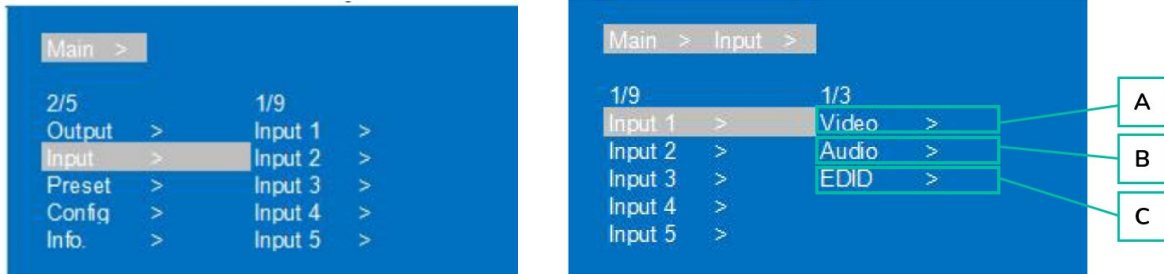 Main >
2/5 1/9
Output > Input 1 >
Input > Input 2 >
Preset > Input 3 >
Config > Input 4 >
Info. > Input 5 >
Main > Input >
1/9 1/3
Input 1 > Video >
Input 2 > Audio >
Input 3 > EDID >
Input 4 >
Input 5 >
A
B
C